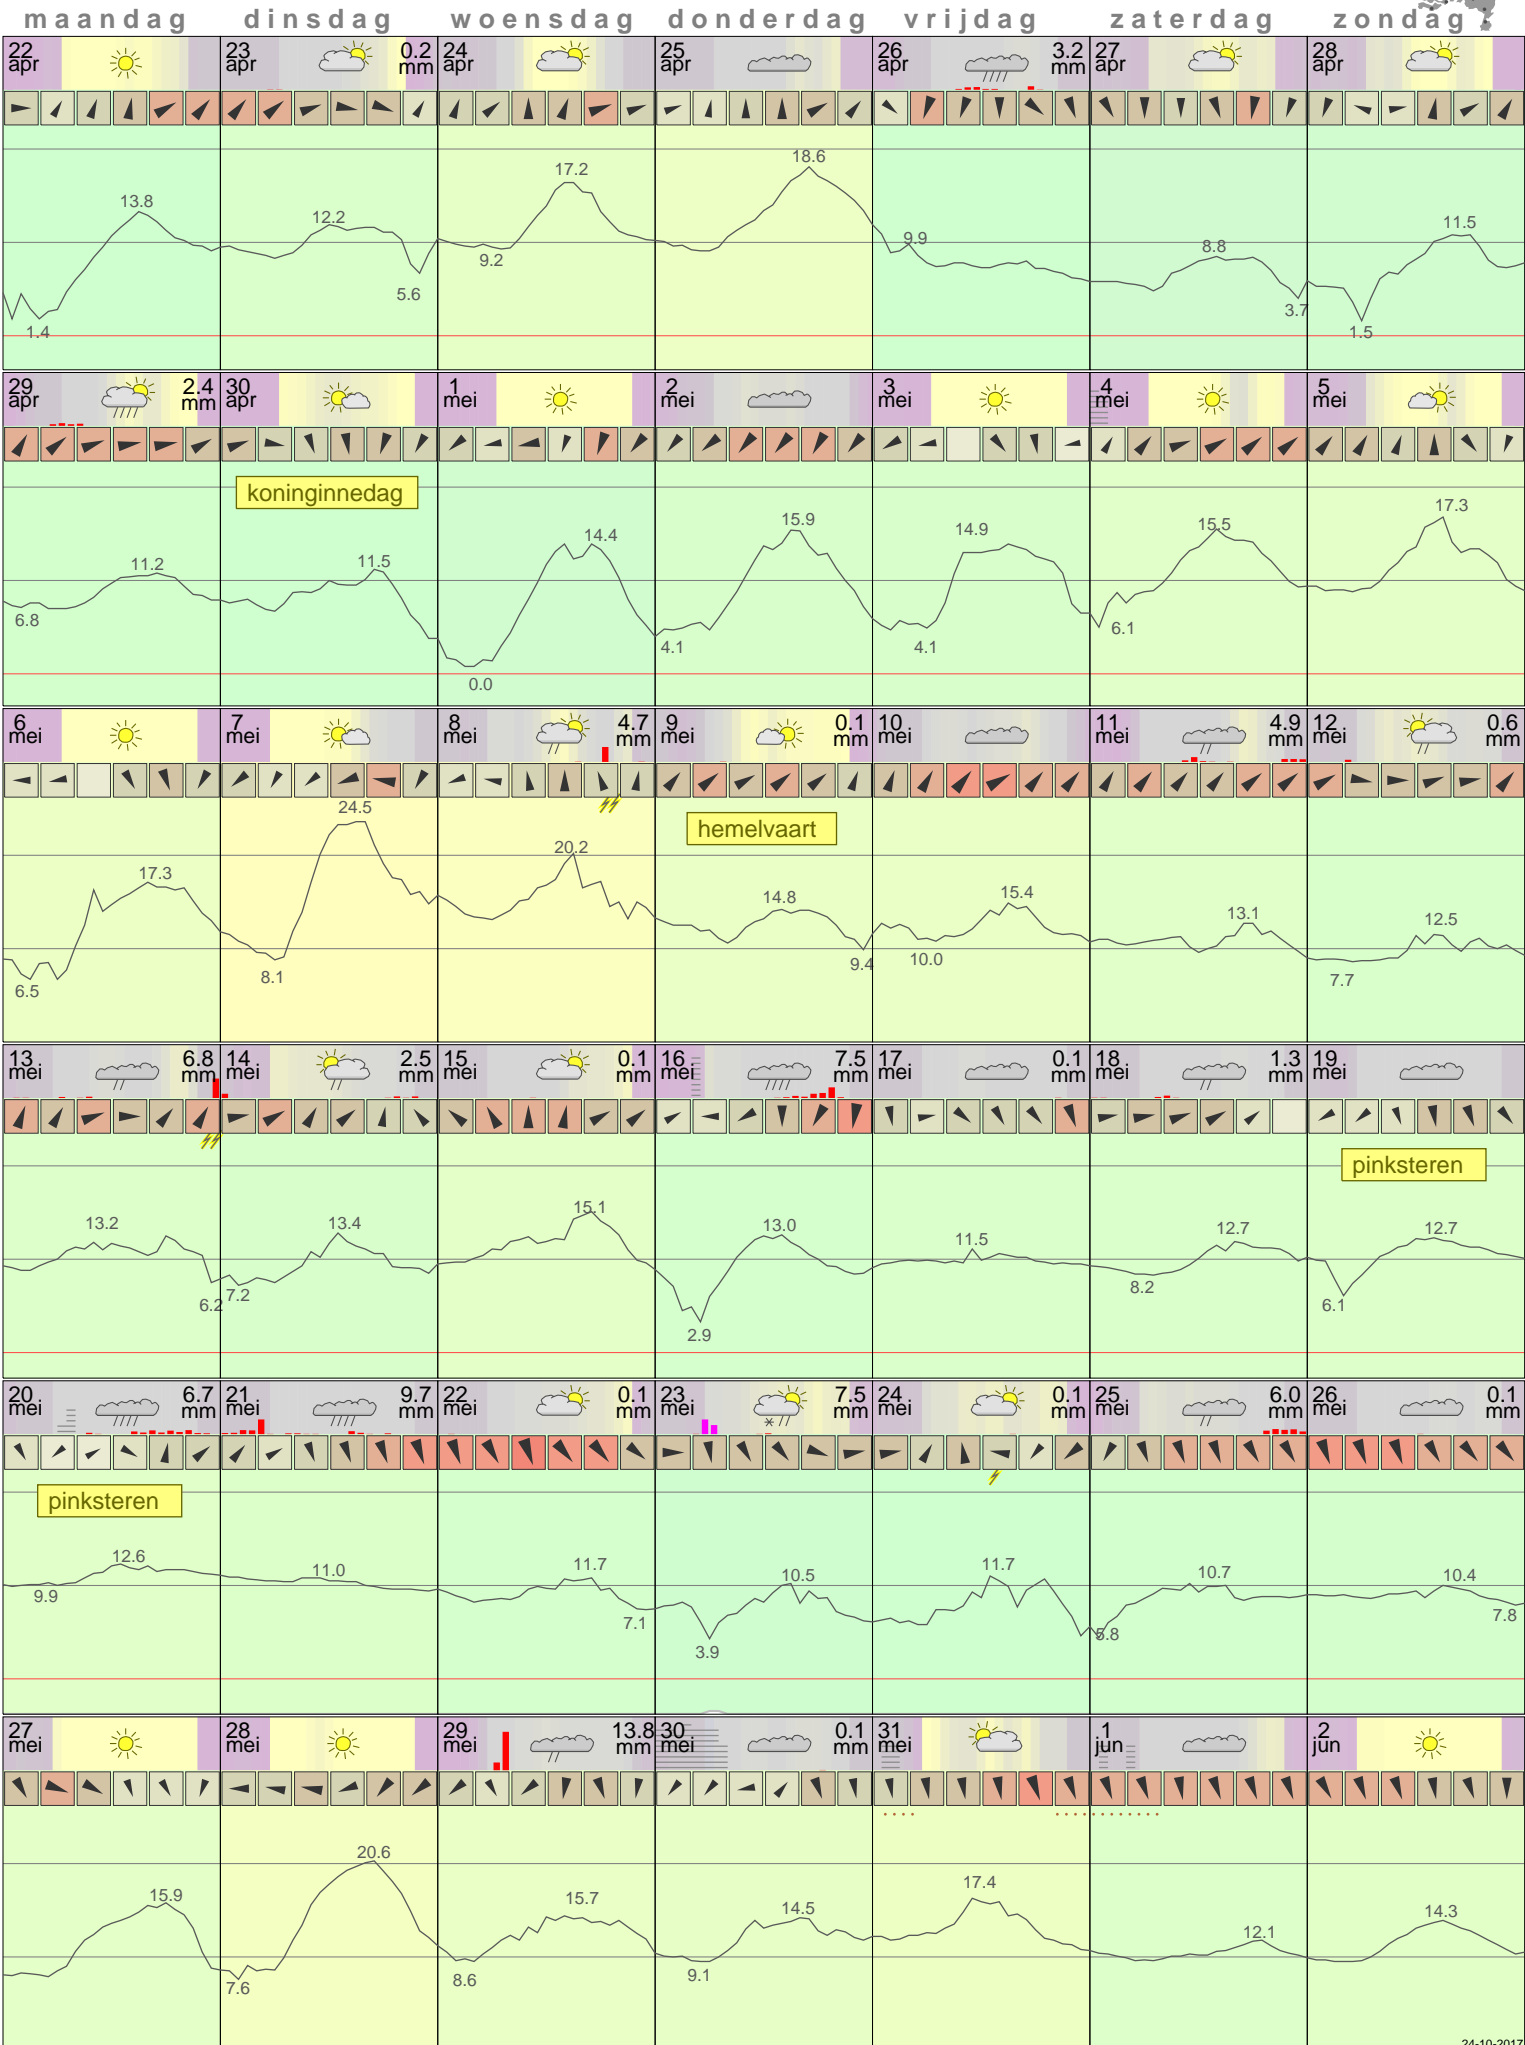 maandag dinsdag woensdag donderdag vrijdag zaterdag zondag
22 23 0.2 24 25 26 3.2 27 28
apr apr mm apr apr apr mm apr apr
13.8 12.2 17.2 18.6 9.9 8.8 11.5
1.4 5.6 9.2 3.7 1.5
29 2.4 30 1 2 3 4 5
apr mm apr mei mei mei mei mei
koninginnedag
11.2 11.5 14.4 15.9 14.9 15.5 17.3
6.8 0.0 4.1 4.1 6.1
6 7 8 4.7 9 0.1 10 11 4.9 12 0.6
mei mei mei mm mei mm mei mei mm mei mm
hemelvaart
17.3 24.5 20.2 14.8 15.4 13.1 12.5
6.5 8.1 9.4 10.0 7.7
13 6.8 14 2.5 15 0.1 16 7.5 17 0.1 18 1.3 19
mei mm mei mm mei mm mei mm mei mm mei mm mei
pinksteren
13.2 13.4 15.1 13.0 11.5 12.7 12.7
6.2 7.2 2.9 8.2 6.1
20 6.7 21 9.7 22 0.1 23 7.5 24 0.1 25 6.0 26 0.1
mei mm mei mm mei mm mei mm mei mm mei mm mei mm
pinksteren
12.6 11.0 11.7 10.5 11.7 10.7 10.4
9.9 7.1 3.9 5.8 7.8
27 28 29 13.8 30 0.1 31 1 2
mei mei mei mm mei mm mei jun jun
15.9 20.6 15.7 14.5 17.4 12.1 14.3
7.6 8.6 9.1
24-10-2017